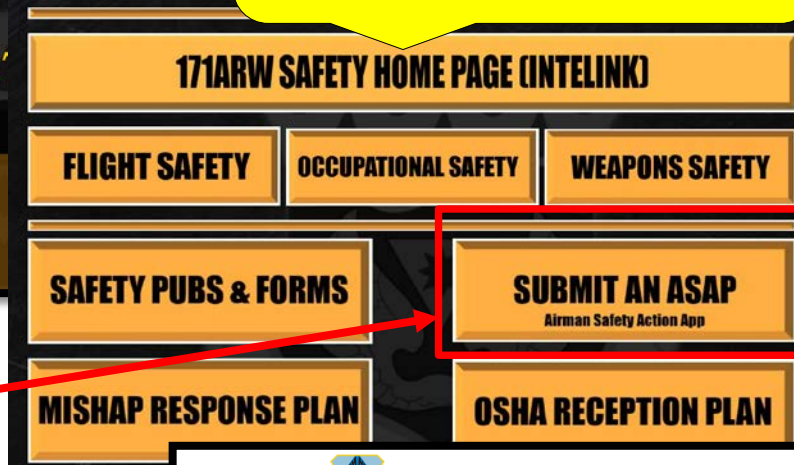 171ARW SAFETY HOME PAGE (INTELINK)
FLIGHT SAFETY
OCCUPATIONAL SAFETY
WEAPONS SAFETY
SAFETY PUBS & FORMS
SUBMIT AN ASAP
Airman Safety Action App
MISHAP RESPONSE PLAN
OSHA RECEPTION PLAN